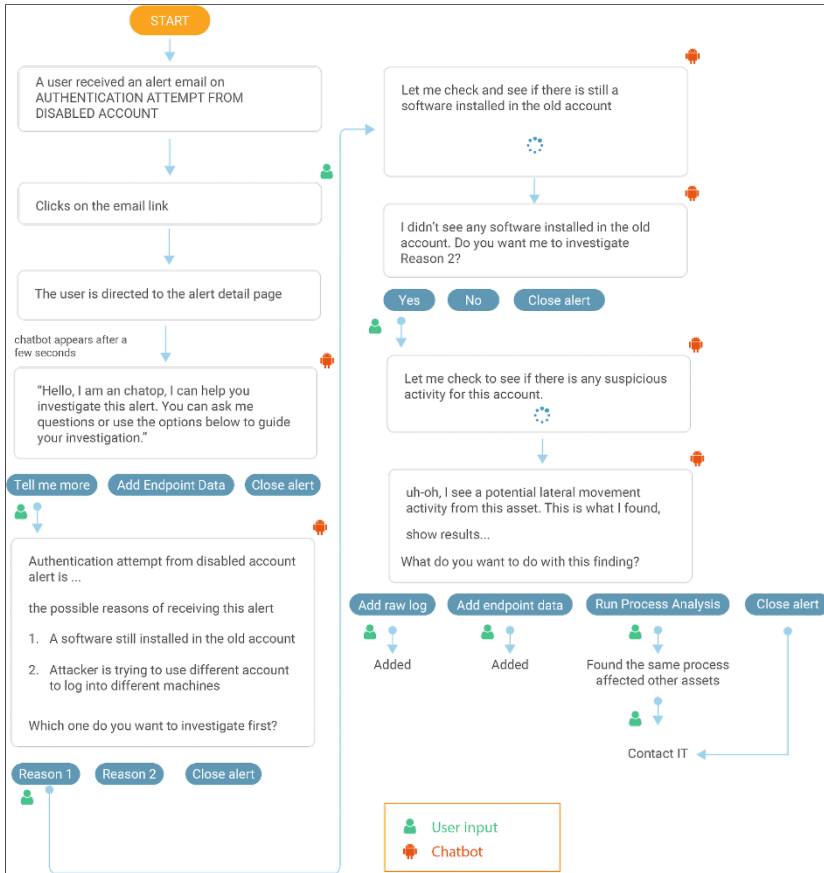 START
A user received an alert email on
AUTHENTICATION ATTEMPT FROM
DISABLED ACCOUNT
Clicks on the email link
The user is directed to the alert detail page
chatbot appears after a
few seconds
“Hello, I am an chatop, I can help you
investigate this alert. You can ask me
questions or use the options below to guide
your investigation.”
Tell me more
Add Endpoint Data
Close alert
Authentication attempt from disabled account
alert is ...
the possible reasons of receiving this alert
1. A software still installed in the old account
2. Attacker is trying to use different account
to log into different machines
Which one do you want to investigate first?
Reason 1
Reason 2
Close alert
Let me check and see if there is still a
software installed in the old account
I didn’t see any software installed in the old
account. Do you want me to investigate
Reason 2?
Yes
No
Close alert
Let me check to see if there is any suspicious
activity for this account.
uh-oh, I see a potential lateral movement
activity from this asset. This is what I found,
show results...
What do you want to do with this finding?
Add raw log
Add endpoint data
Run Process Analysis
Close alert
Added
Added
Found the same process
affected other assets
Contact IT
User input
Chatbot